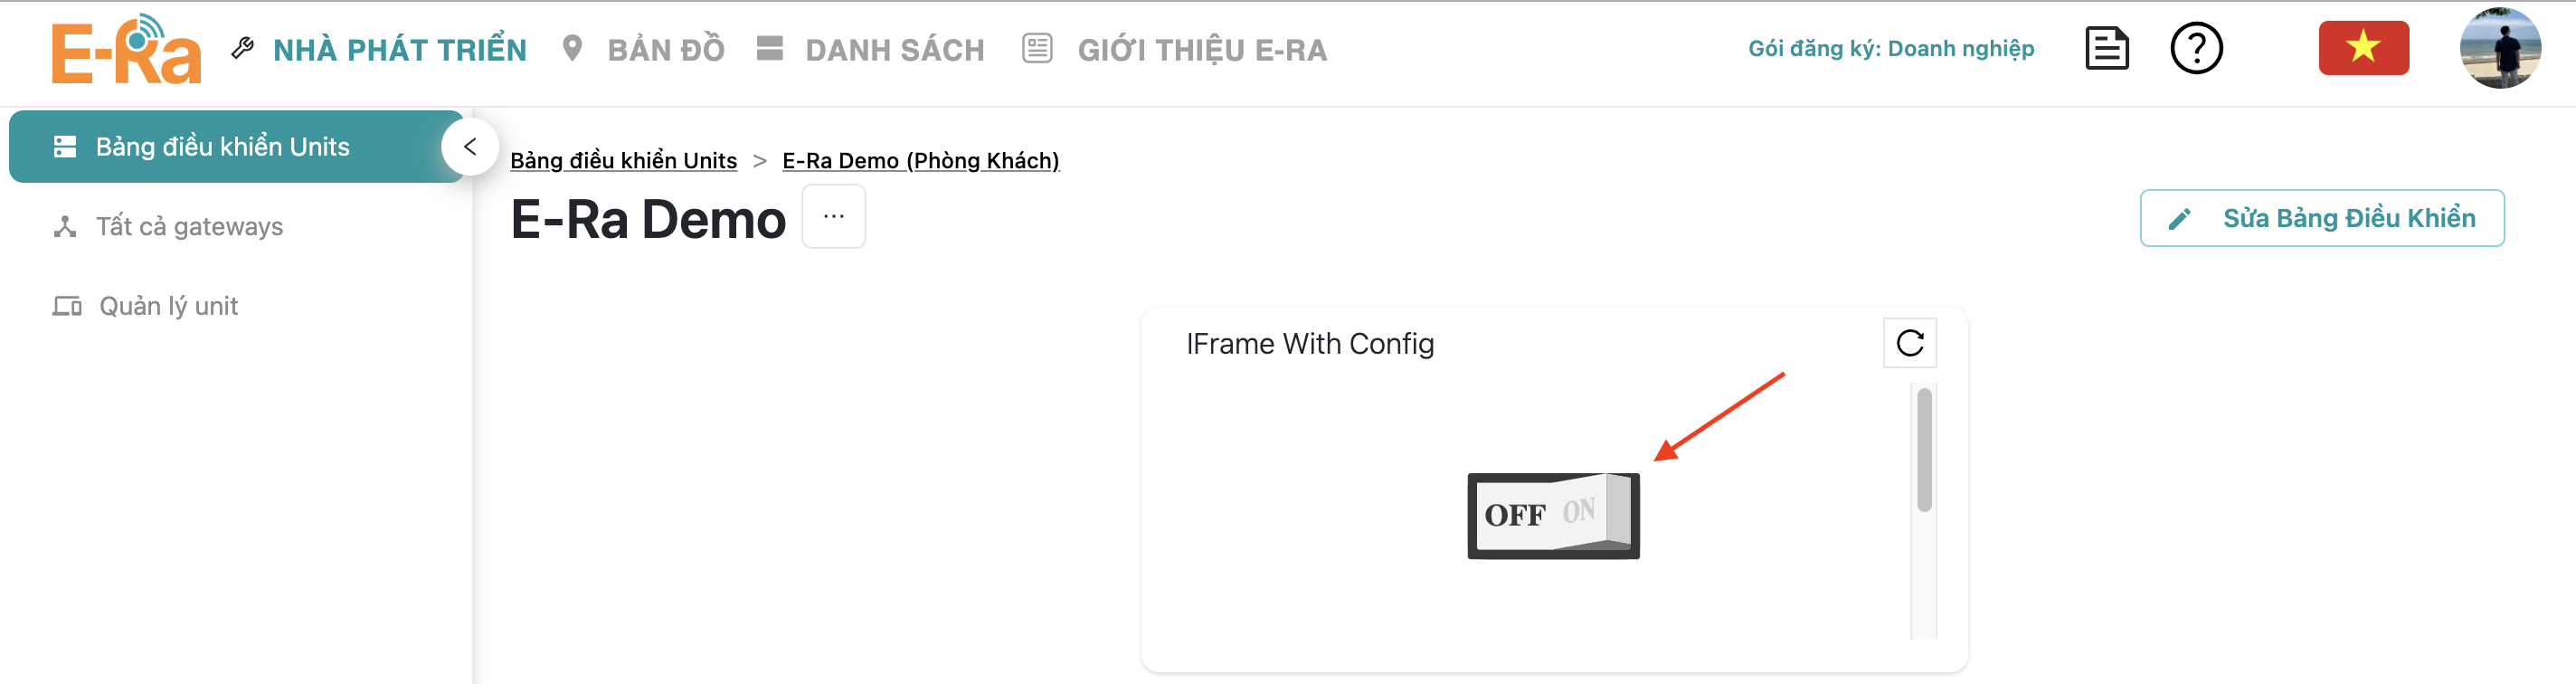 E-Ra NHÀ PHÁT TRIỂN BẢN ĐỒ DANH SÁCH GIỚI THIỆU E-RA Gói đăng ký: Doanh nghiệp
Bảng điều khiển Units
Tất cả gateways
Quản lý unit
Bảng điều khiển Units > E-Ra Demo (Phòng Khách)
E-Ra Demo ...
Sửa Bảng Điều Khiển
IFrame With Config
OFF ON